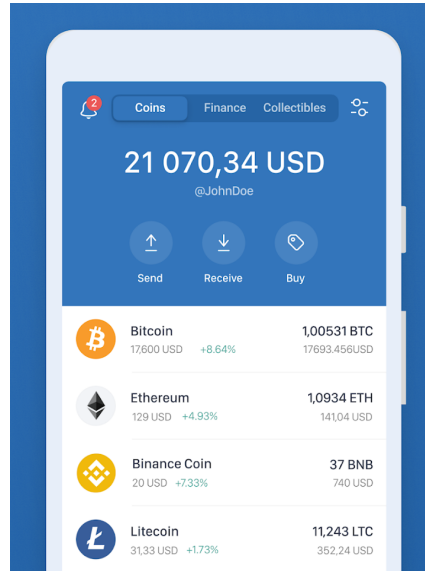 2
Coins Finance Collectibles
21 070,34 USD
@JohnDoe
Send Receive Buy
Bitcoin 1,00531 BTC
17,600 USD +8.64% 17693.456USD
Ethereum 1,0934 ETH
129 USD +4.93% 141,04 USD
Binance Coin 37 BNB
20 USD +7.33% 740 USD
Litecoin 11,243 LTC
31,33 USD +1.73% 352,24 USD